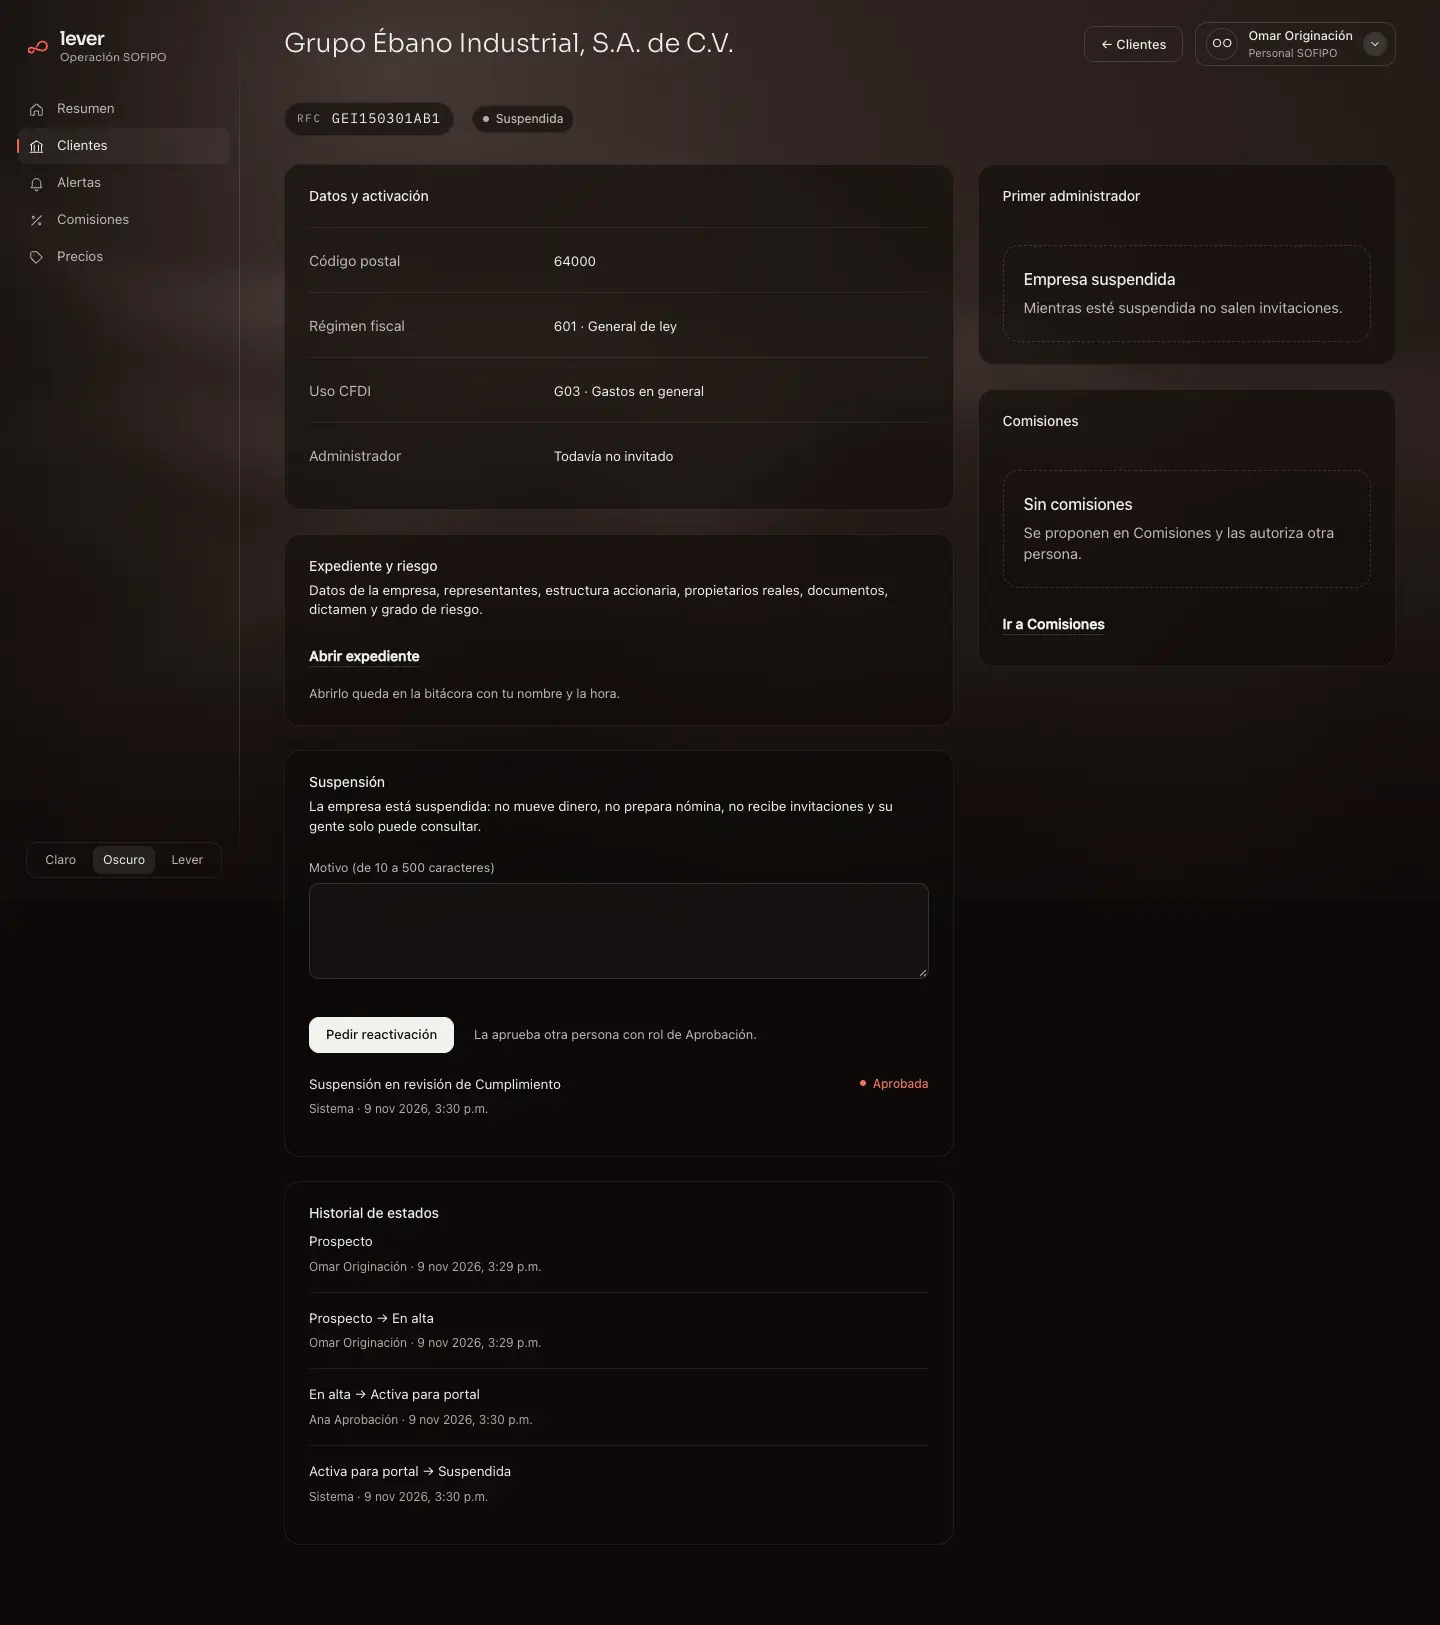 lever
Operación SOFIPO
Resumen
Clientes
Alertas
Comisiones
Precios
Claro
Oscuro
Lever
Grupo Ébano Industrial, S.A. de C.V.
← Clientes
OO
Omar Originación
Personal SOFIPO
RFC GEI150301AB1
Suspendida
Datos y activación
Código postal
64000
Régimen fiscal
601 · General de ley
Uso CFDI
G03 · Gastos en general
Administrador
Todavía no invitado
Expediente y riesgo
Datos de la empresa, representantes, estructura accionaria, propietarios reales, documentos,
dictamen y grado de riesgo.
Abrir expediente
Abrirlo queda en la bitácora con tu nombre y la hora.
Suspensión
La empresa está suspendida: no mueve dinero, no prepara nómina, no recibe invitaciones y su
gente solo puede consultar.
Motivo (de 10 a 500 caracteres)
Pedir reactivación
La aprueba otra persona con rol de Aprobación.
Suspensión en revisión de Cumplimiento
Aprobada
Sistema · 9 nov 2026, 3:30 p.m.
Historial de estados
Prospecto
Omar Originación · 9 nov 2026, 3:29 p.m.
Prospecto → En alta
Omar Originación · 9 nov 2026, 3:29 p.m.
En alta → Activa para portal
Ana Aprobación · 9 nov 2026, 3:30 p.m.
Activa para portal → Suspendida
Sistema · 9 nov 2026, 3:30 p.m.
Primer administrador
Empresa suspendida
Mientras esté suspendida no salen invitaciones.
Comisiones
Sin comisiones
Se proponen en Comisiones y las autoriza otra
persona.
Ir a Comisiones